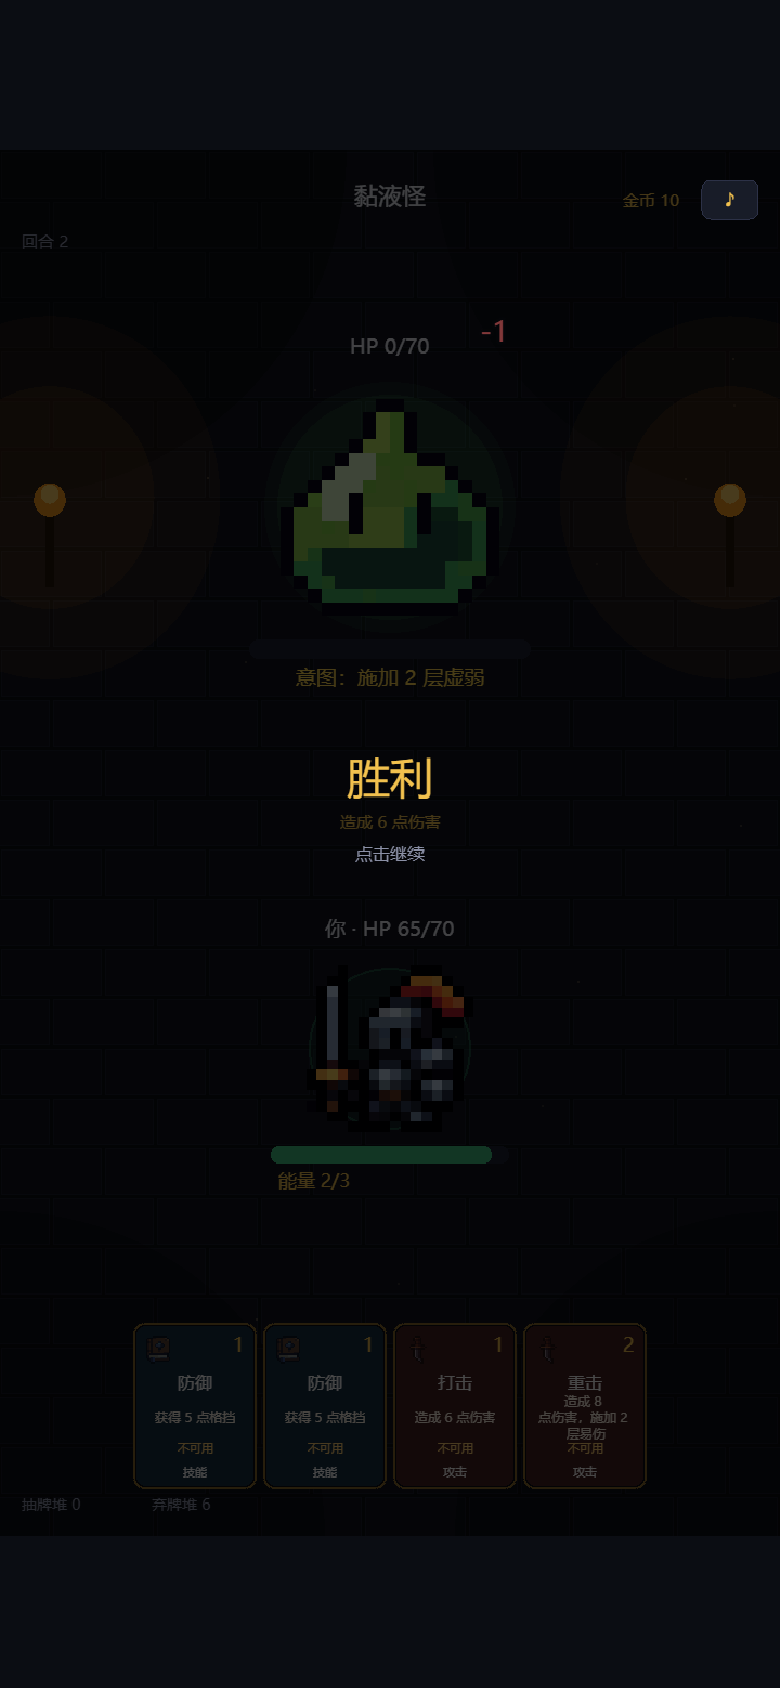 黏液怪
金币 10
♪
回合 2
-1
HP 0/70
意图：施加 2 层虚弱
胜利
造成 6 点伤害
点击继续
你 · HP 65/70
能量 2/3
1
防御
获得 5 点格挡
不可用
技能
1
防御
获得 5 点格挡
不可用
技能
1
打击
造成 6 点伤害
不可用
攻击
2
重击
造成 8
点伤害，施加 2
层易伤
不可用
攻击
抽牌堆 0
弃牌堆 6